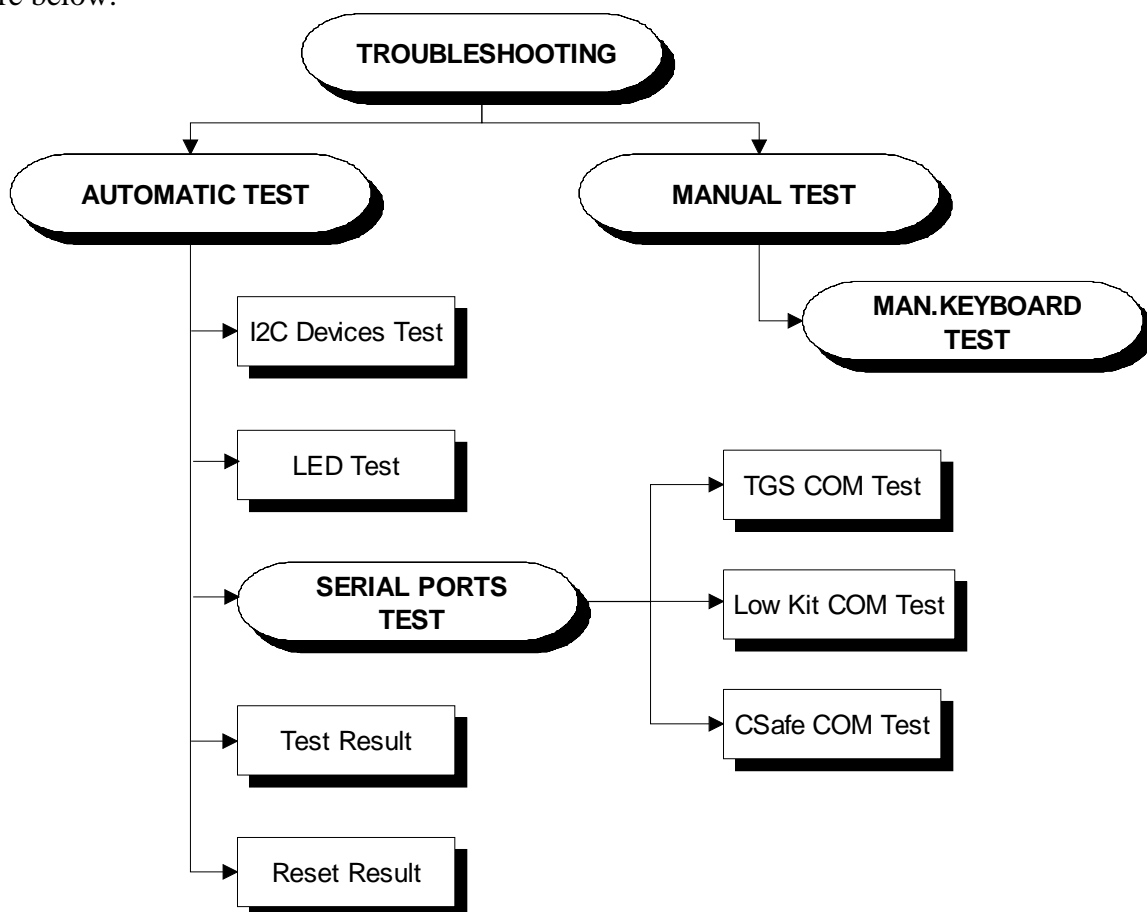 re below:
TROUBLESHOOTING
AUTOMATIC TEST
MANUAL TEST
I2C Devices Test
MAN.KEYBOARD
TEST
LED Test
TGS COM Test
SERIAL PORTS
TEST
Low Kit COM Test
CSafe COM Test
Test Result
Reset Result